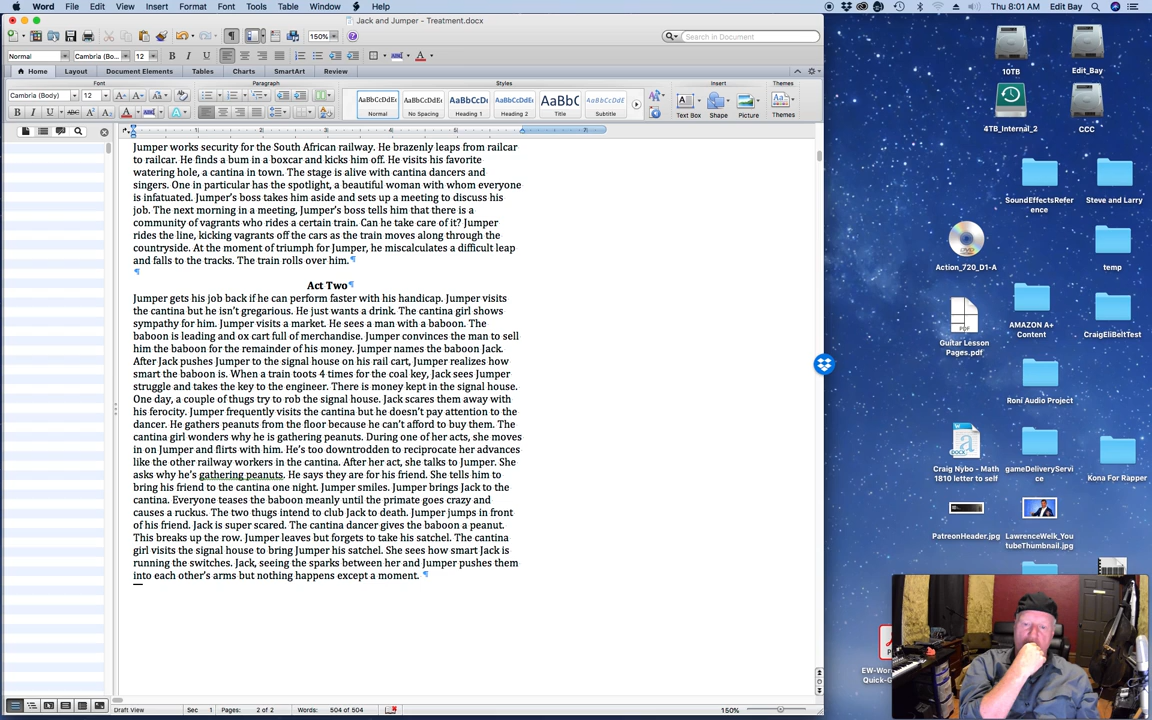 Word File Edit View Insert Format Font Tools Table Window Help
Thu 8:01 AM Edit Bay
Jack and Jumper - Treatment.docx
150%
Search in Document
Normal Cambria (Bo... 12
Home Layout Document Elements Tables Charts SmartArt Review
Font Paragraph Styles Insert Themes
Cambria (Body) 12
AaBbCcDdEe AaBbCcDdEe AaBbCcDc AaBbCcDdEe AaBbC AaBbCcDdEe
Normal No Spacing Heading 1 Heading 2 Title Subtitle
Text Box Shape Picture Themes
Jumper works security for the South African railway. He brazenly leaps from railcar
to railcar. He finds a bum in a boxcar and kicks him off. He visits his favorite
watering hole, a cantina in town. The stage is alive with cantina dancers and
singers. One in particular has the spotlight, a beautiful woman with whom everyone
is infatuated. Jumper's boss takes him aside and sets up a meeting to discuss his
job. The next morning in a meeting, Jumper's boss tells him that there is a
community of vagrants who rides a certain train. Can he take care of it? Jumper
rides the line, kicking vagrants off the cars as the train moves along through the
countryside. At the moment of triumph for Jumper, he miscalculates a difficult leap
and falls to the tracks. The train rolls over him.¶
¶
Act Two¶
Jumper gets his job back if he can perform faster with his handicap. Jumper visits
the cantina but he isn't gregarious. He just wants a drink. The cantina girl shows
sympathy for him. Jumper visits a market. He sees a man with a baboon. The
baboon is leading and ox cart full of merchandise. Jumper convinces the man to sell
him the baboon for the remainder of his money. Jumper names the baboon Jack.
After Jack pushes Jumper to the signal house on his rail cart, Jumper realizes how
smart the baboon is. When a train toots 4 times for the coal key, Jack sees Jumper
struggle and takes the key to the engineer. There is money kept in the signal house.
One day, a couple of thugs try to rob the signal house. Jack scares them away with
his ferocity. Jumper frequently visits the cantina but he doesn't pay attention to the
dancer. He gathers peanuts from the floor because he can't afford to buy them. The
cantina girl wonders why he is gathering peanuts. During one of her acts, she moves
in on Jumper and flirts with him. He's too downtrodden to reciprocate her advances
like the other railway workers in the cantina. After her act, she talks to Jumper. She
asks why he's gathering peanuts. He says they are for his friend. She tells him to
bring his friend to the cantina one night. Jumper smiles. Jumper brings Jack to the
cantina. Everyone teases the baboon meanly until the primate goes crazy and
causes a ruckus. The two thugs intend to club Jack to death. Jumper jumps in front
of his friend. Jack is super scared. The cantina dancer gives the baboon a peanut.
This breaks up the row. Jumper leaves but forgets to take his satchel. The cantina
girl visits the signal house to bring Jumper his satchel. She sees how smart Jack is
running the switches. Jack, seeing the sparks between her and Jumper pushes them
into each other's arms but nothing happens except a moment. ¶
Draft View Sec 1 Pages: 2 of 2 Words: 504 of 504 150%
10TB
Edit_Bay
4TB_Internal_2
CCC
SoundEffectsRefer
ence
Steve and Larry
Action_720_D1-A
temp
PDF
Guitar Lesson
Pages.pdf
AMAZON A+
Content
CraigEliBeltTest
Roni Audio Project
Craig Nybo - Math
1810 letter to self
gameDeliveryServi
ce
Kona For Rapper
PatreonHeader.jpg
LawrenceWelk_You
tubeThumbnail.jpg